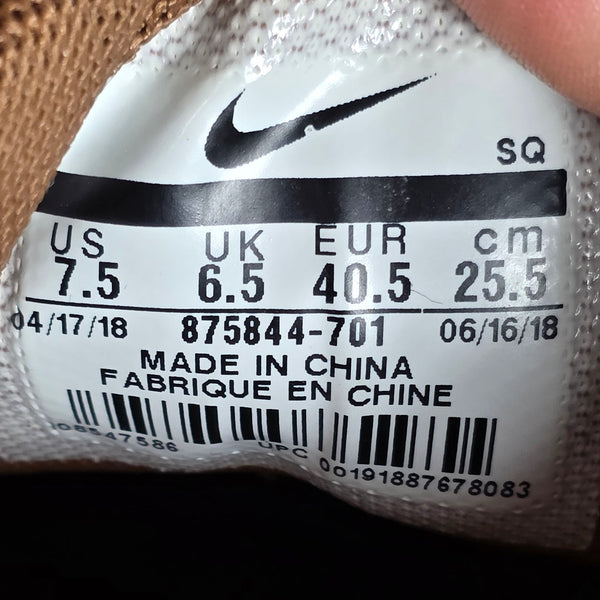 SQ
US UK EUR cm
7.5 6.5 40.5 25.5
04/17/18 875844-701 06/16/18
MADE IN CHINA
FABRIQUE EN CHINE
UPC 00191887678083